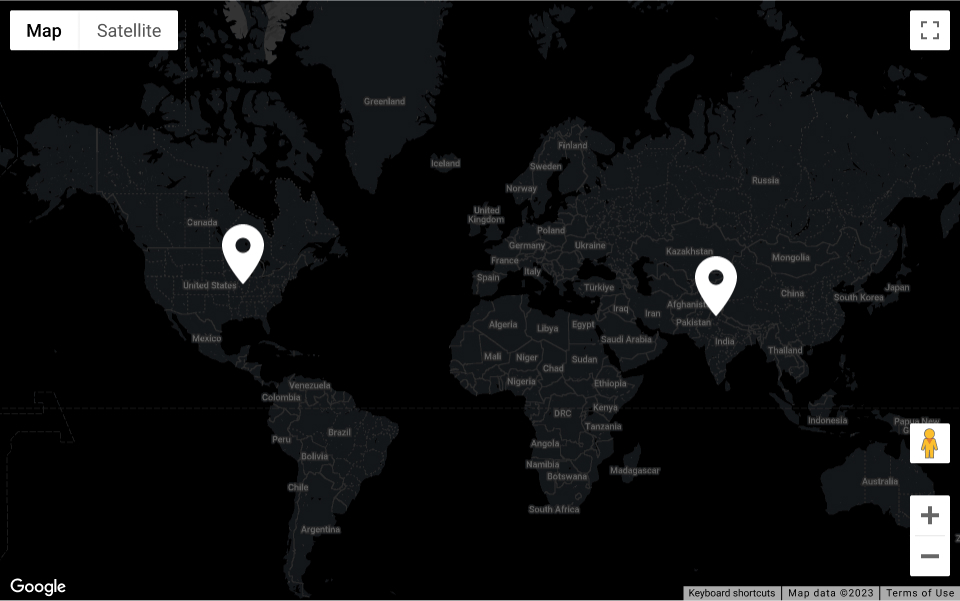 Map Satellite
Greenland
Finland
Iceland
Sweden
Russia
Norway
United
Kingdom
Canada
Poland
Germany
Ukraine
Kazakhstan
Mongolia
France
Italy
Spain
United States
Türkiye
Japan
China
South Korea
Iraq
Iran
Afghanist
Pakistan
Algeria
Libya
Egypt
Mexico
Saudi Arabia
India
Thailand
Mali
Niger
Sudan
Chad
Venezuela
Nigeria
Ethiopia
Colombia
Kenya
DRC
Indonesia
Papua New
Tanzania
Brazil
Peru
Angola
Bolivia
Namibia
Madagascar
Botswana
Australia
Chile
South Africa
Argentina
Google
Keyboard shortcuts Map data ©2023 Terms of Use